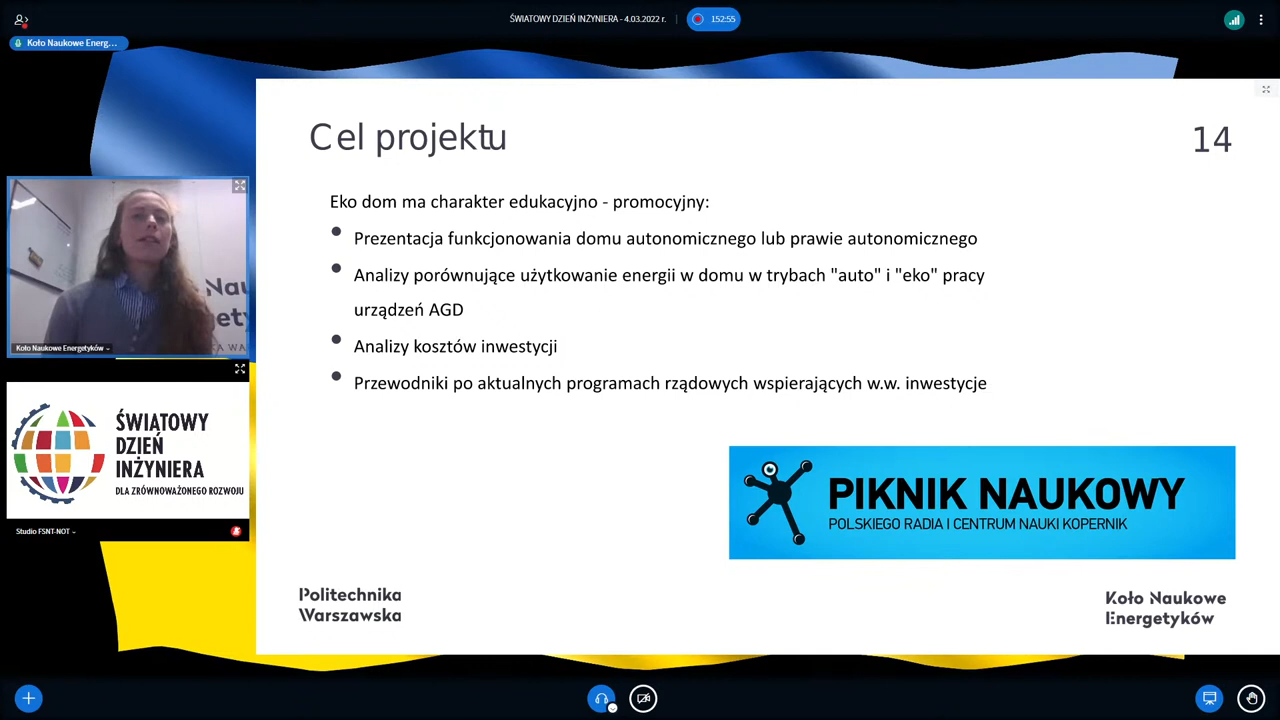 ŚWIATOWY DZIEŃ INŻYNIERA - 4.03.2022 r.
152:55
Koło Naukowe Energ...
Cel projektu
14
Eko dom ma charakter edukacyjno - promocyjny:
Prezentacja funkcjonowania domu autonomicznego lub prawie autonomicznego
Analizy porównujące użytkowanie energii w domu w trybach "auto" i "eko" pracy
urządzeń AGD
Analizy kosztów inwestycji
Przewodniki po aktualnych programach rządowych wspierających w.w. inwestycje
Koło Naukowe Energetyków
ŚWIATOWY
DZIEŃ
INŻYNIERA
DLA ZRÓWNOWAŻONEGO ROZWOJU
Studio FSNT-NOT
PIKNIK NAUKOWY
POLSKIEGO RADIA I CENTRUM NAUKI KOPERNIK
Politechnika
Warszawska
Koło Naukowe
Energetyków